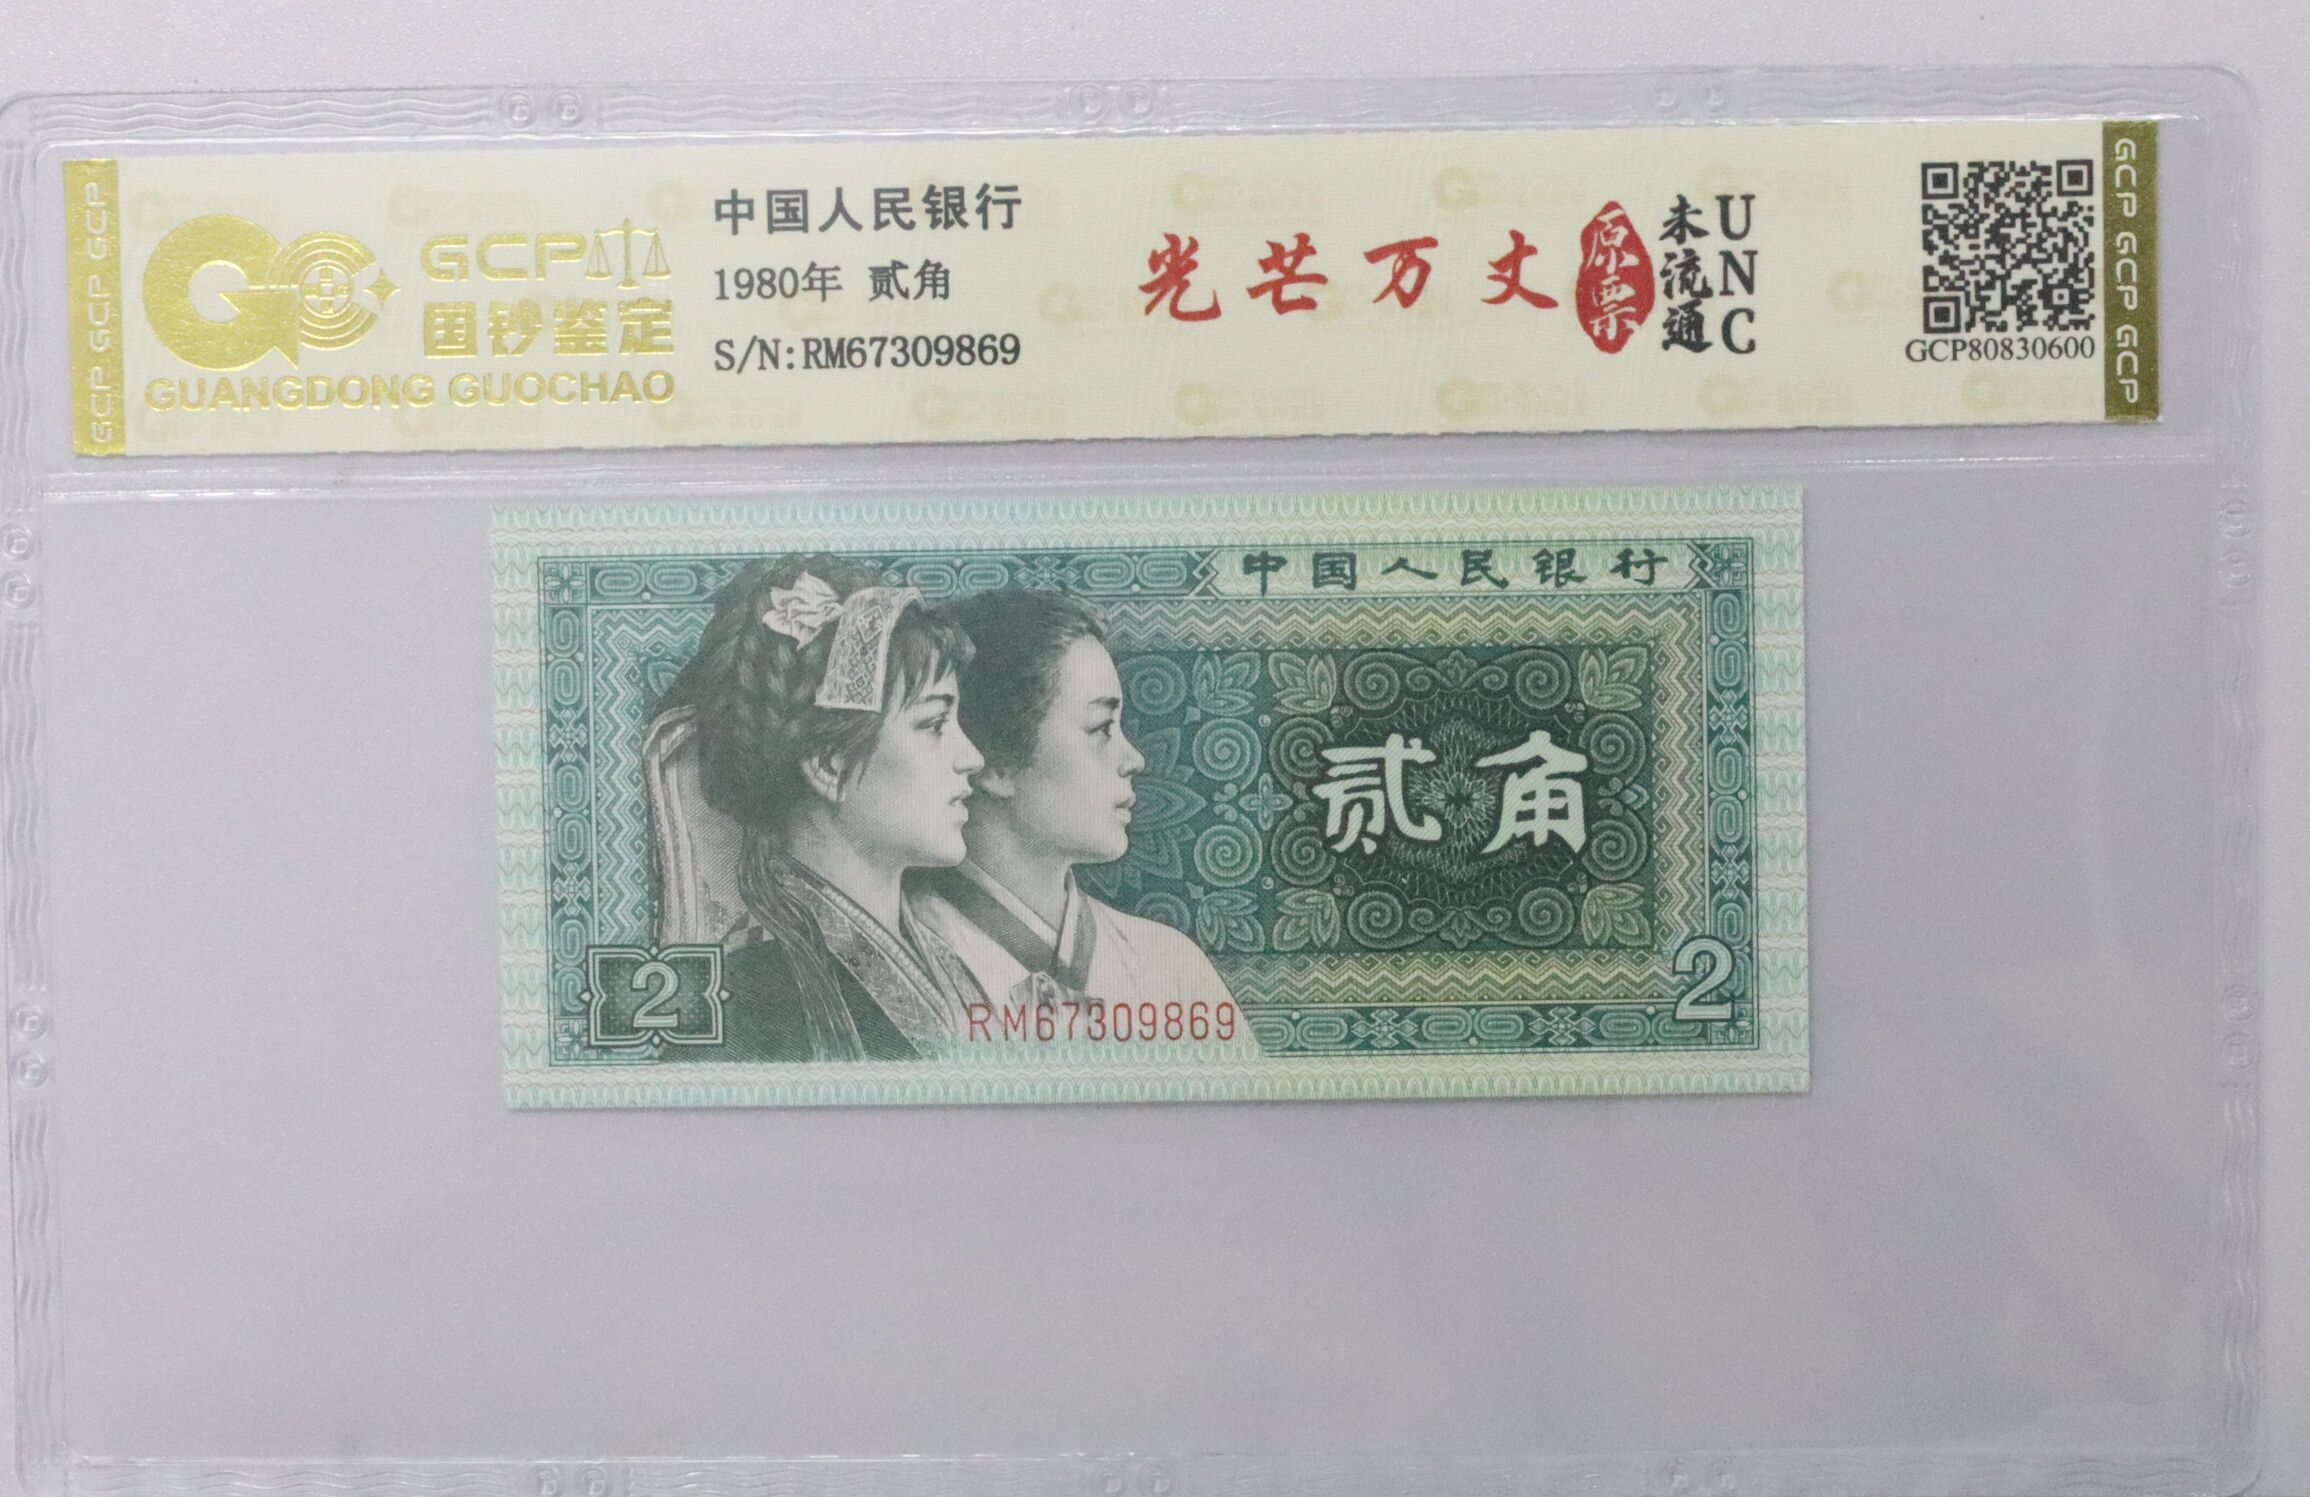 GCP GCP GCP
GCP
国钞鉴定
GUANGDONG GUOCHAO
中国人民银行
1980年 贰角
S/N:RM67309869
光芒万丈
原票
未流通
UNC
GCP80830600
GCP GCP GCP
中国人民银行
贰角
2
2
RM67309869